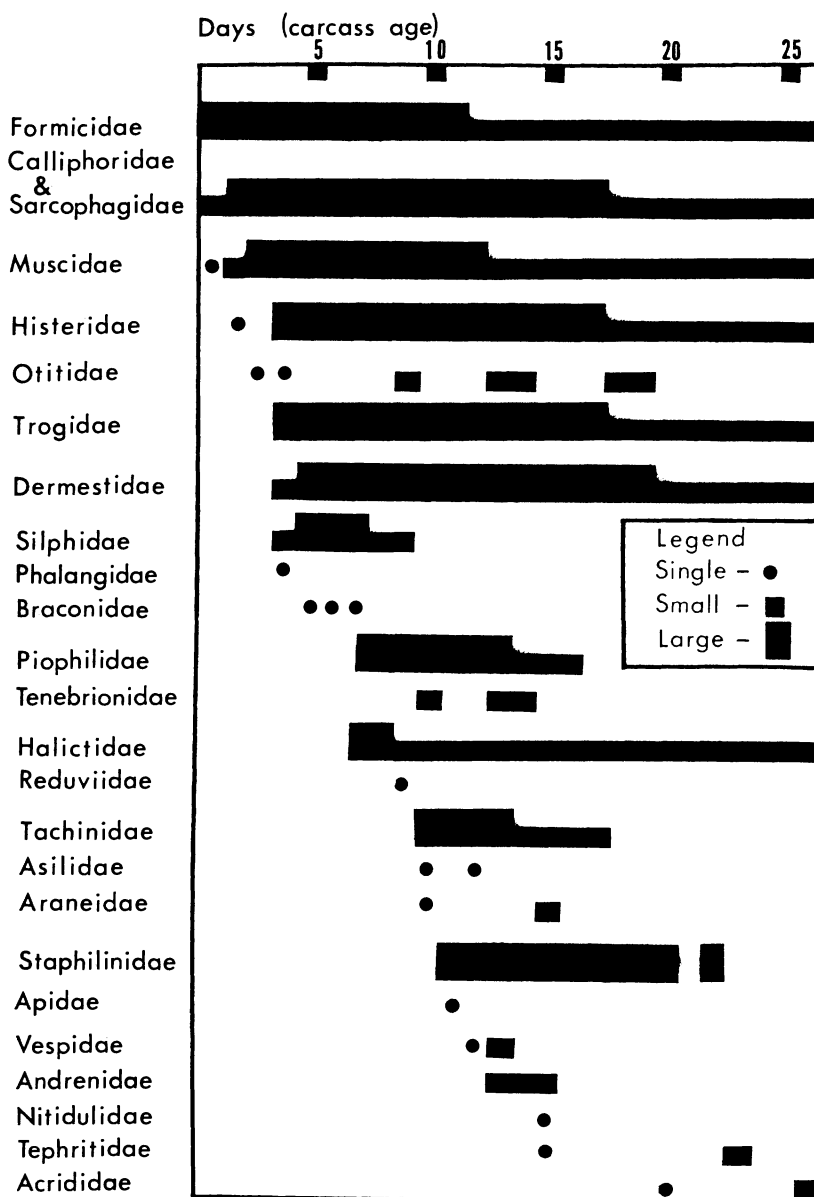 Days (carcass age)
5 10 15 20 25
Formicidae
Calliphoridae
&
Sarcophagidae
Muscidae
Histeridae
Otitidae
Trogidae
Dermestidae
Silphidae
Phalangidae
Braconidae
Piophilidae
Tenebrionidae
Halictidae
Reduviidae
Tachinidae
Asilidae
Araneidae
Staphilinidae
Apidae
Vespidae
Andrenidae
Nitidulidae
Tephritidae
Acrididae
Legend
Single –
Small –
Large –